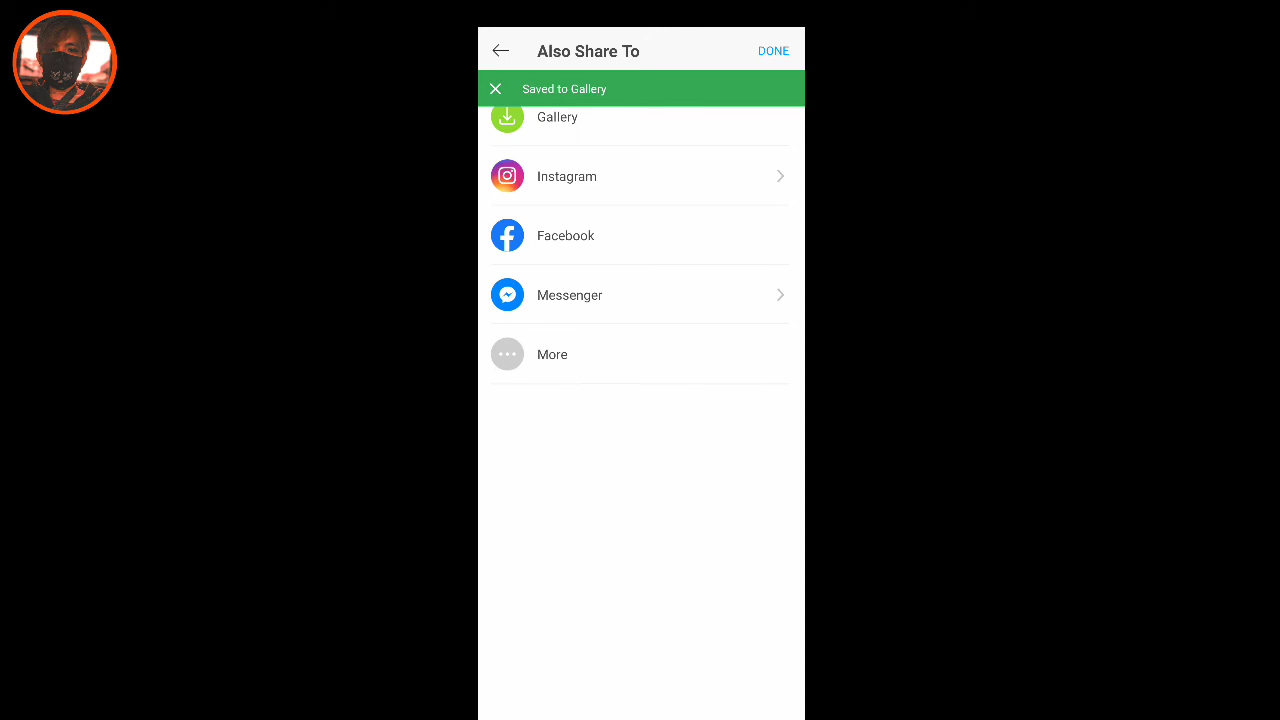 Also Share To
DONE
Saved to Gallery
Gallery
Instagram
Facebook
Messenger
More